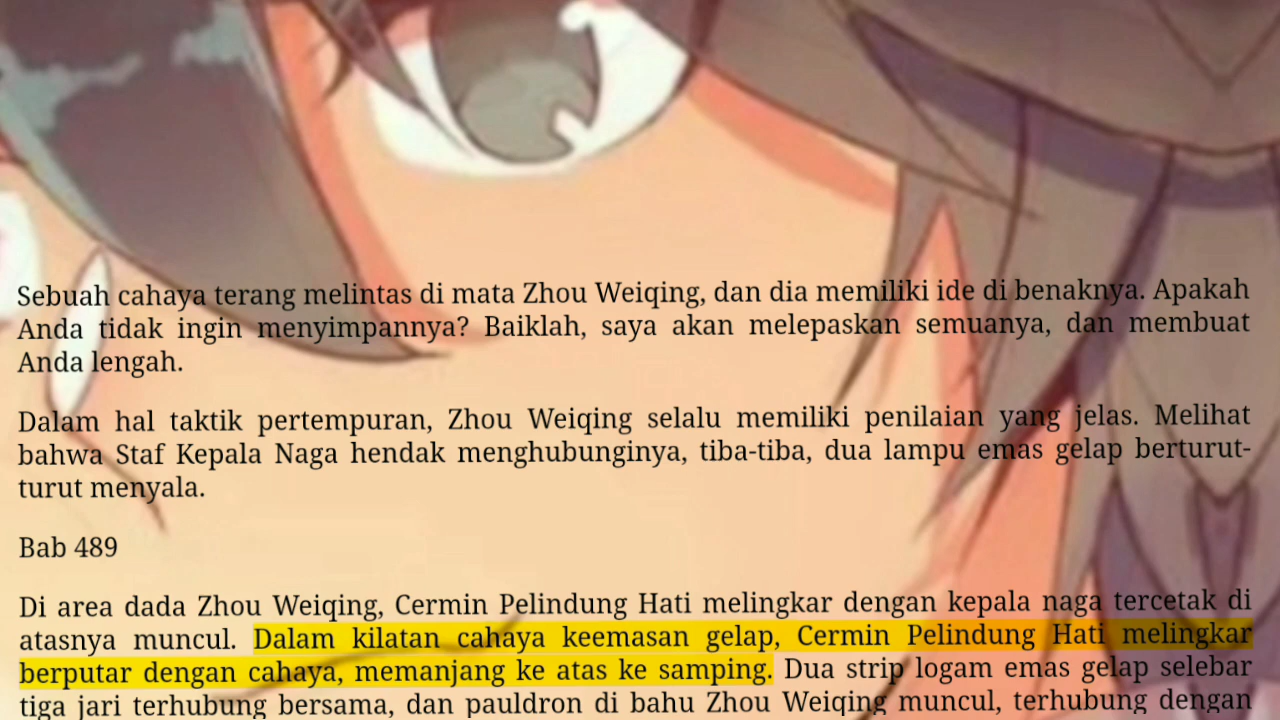 Sebuah cahaya terang melintas di mata Zhou Weiqing, dan dia memiliki ide di benaknya. Apakah
Anda tidak ingin menyimpannya? Baiklah, saya akan melepaskan semuanya, dan membuat
Anda lengah.
Dalam hal taktik pertempuran, Zhou Weiqing selalu memiliki penilaian yang jelas. Melihat
bahwa Staf Kepala Naga hendak menghubunginya, tiba-tiba, dua lampu emas gelap berturut-
turut menyala.
Bab 489
Di area dada Zhou Weiqing, Cermin Pelindung Hati melingkar dengan kepala naga tercetak di
atasnya muncul. Dalam kilatan cahaya keemasan gelap, Cermin Pelindung Hati melingkar
berputar dengan cahaya, memanjang ke atas ke samping. Dua strip logam emas gelap selebar
tiga jari terhubung bersama, dan pauldron di bahu Zhou Weiqing muncul, terhubung dengan